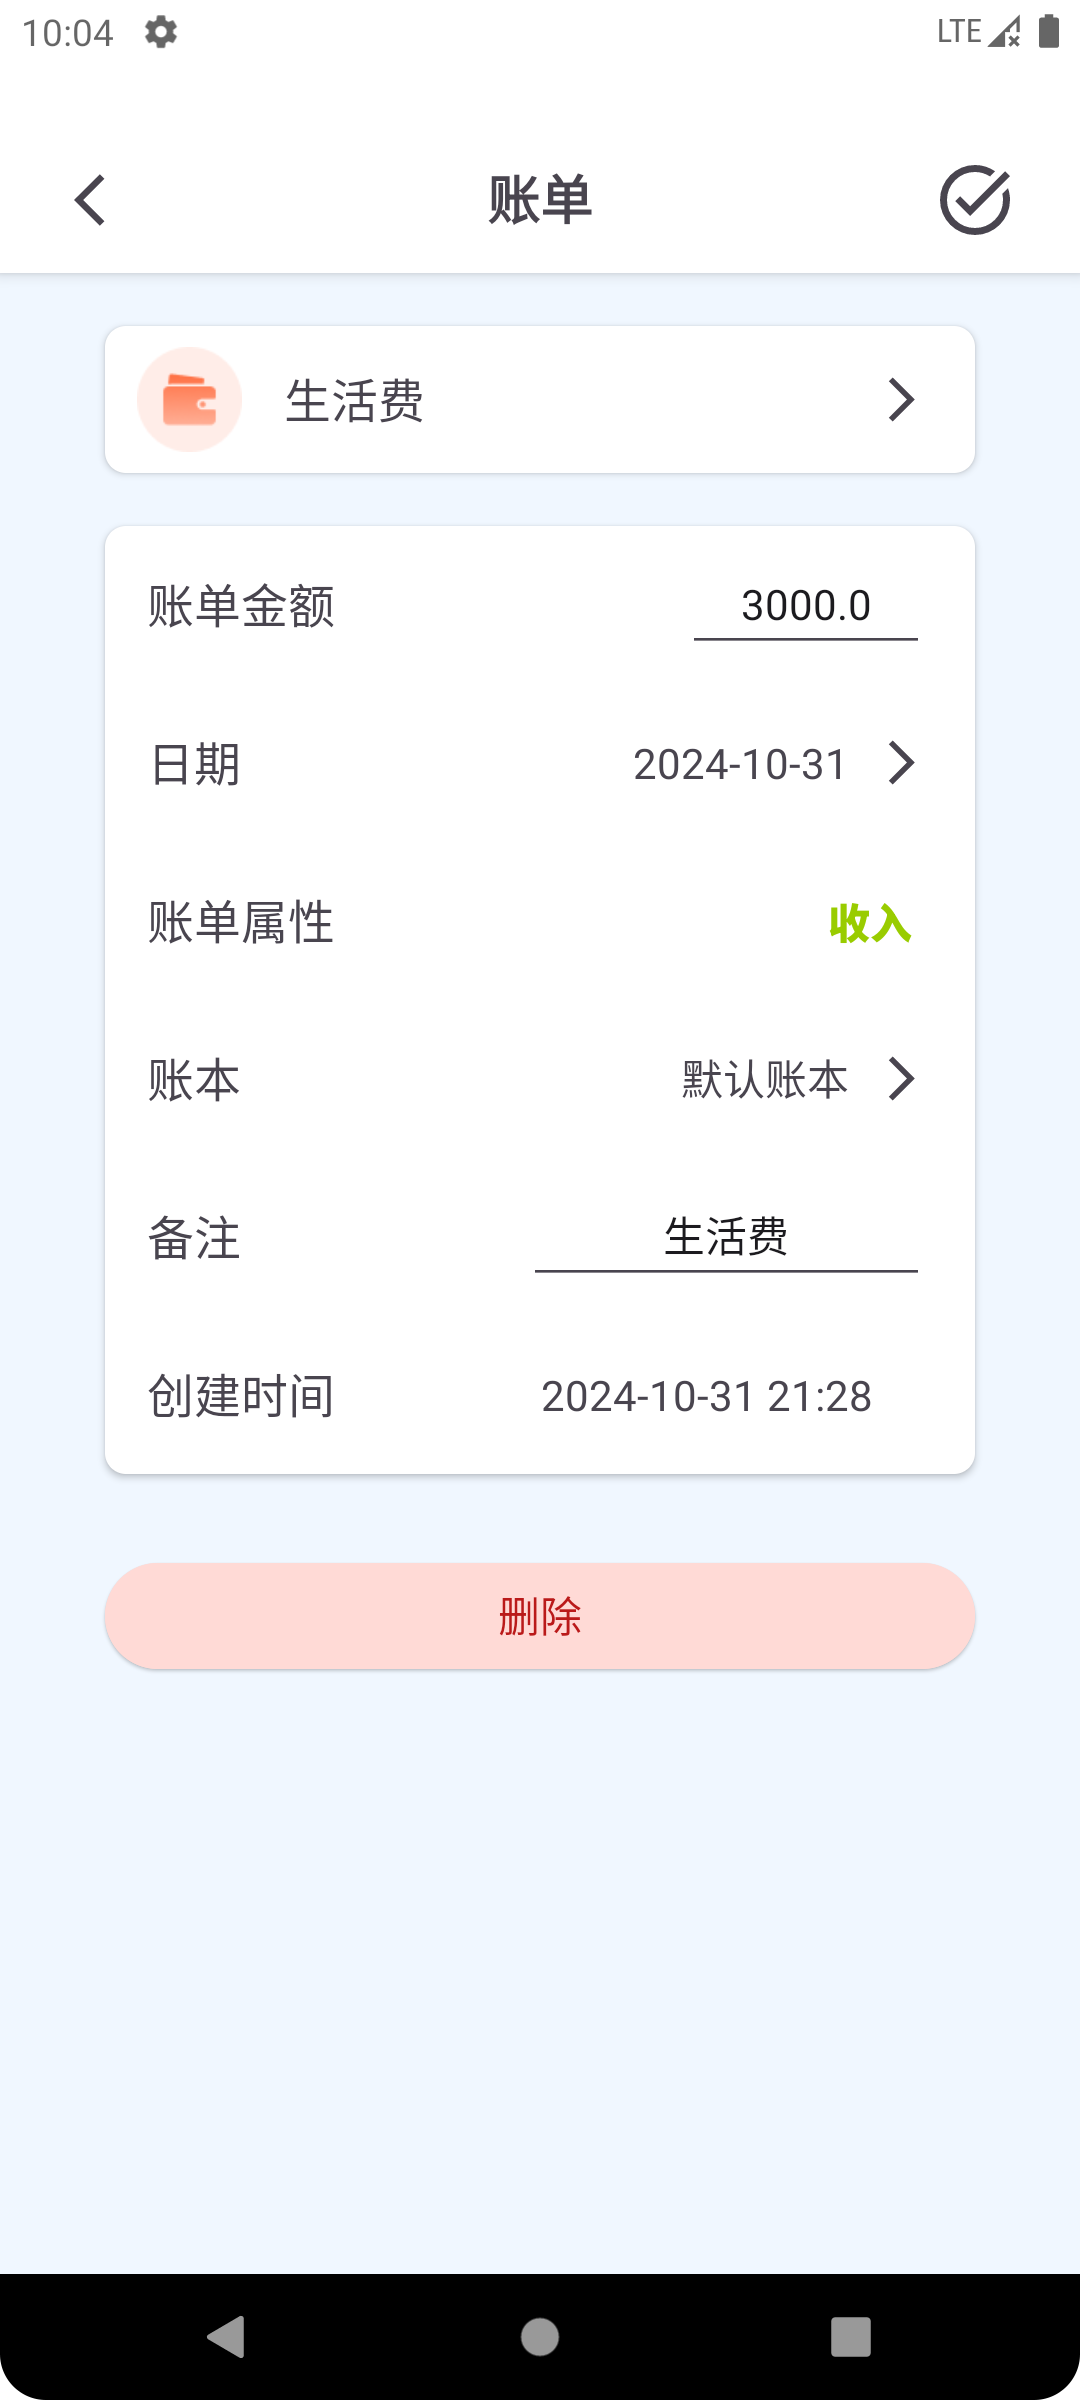 10:04
LTE
账单
生活费
账单金额 3000.0
日期 2024-10-31
账单属性 收入
账本 默认账本
备注 生活费
创建时间 2024-10-31 21:28
删除